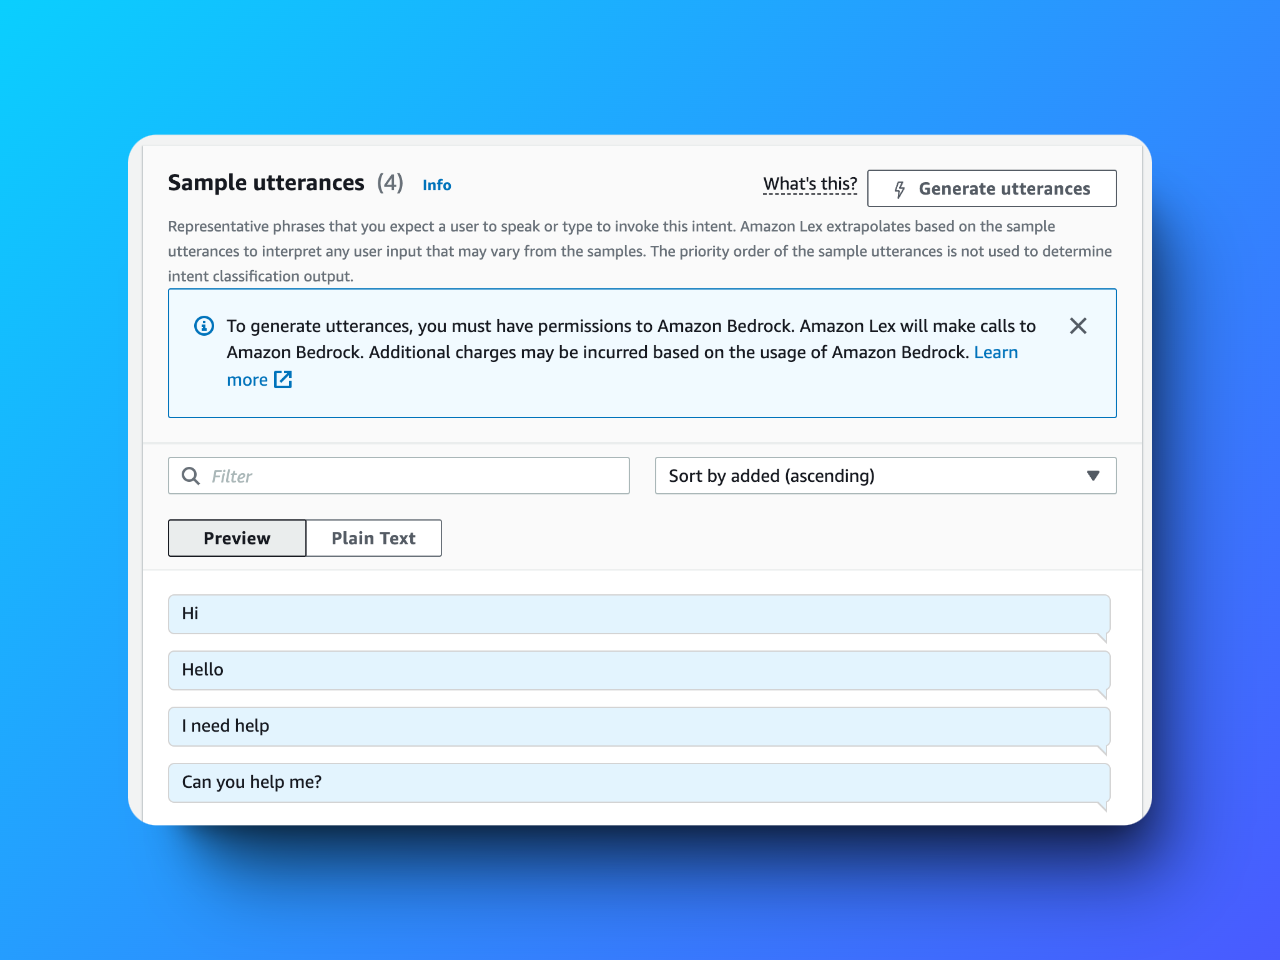 Sample utterances (4) Info
What's this?
Generate utterances
Representative phrases that you expect a user to speak or type to invoke this intent. Amazon Lex extrapolates based on the sample
utterances to interpret any user input that may vary from the samples. The priority order of the sample utterances is not used to determine
intent classification output.
To generate utterances, you must have permissions to Amazon Bedrock. Amazon Lex will make calls to
Amazon Bedrock. Additional charges may be incurred based on the usage of Amazon Bedrock. Learn
more
Filter
Sort by added (ascending)
Preview
Plain Text
Hi
Hello
I need help
Can you help me?